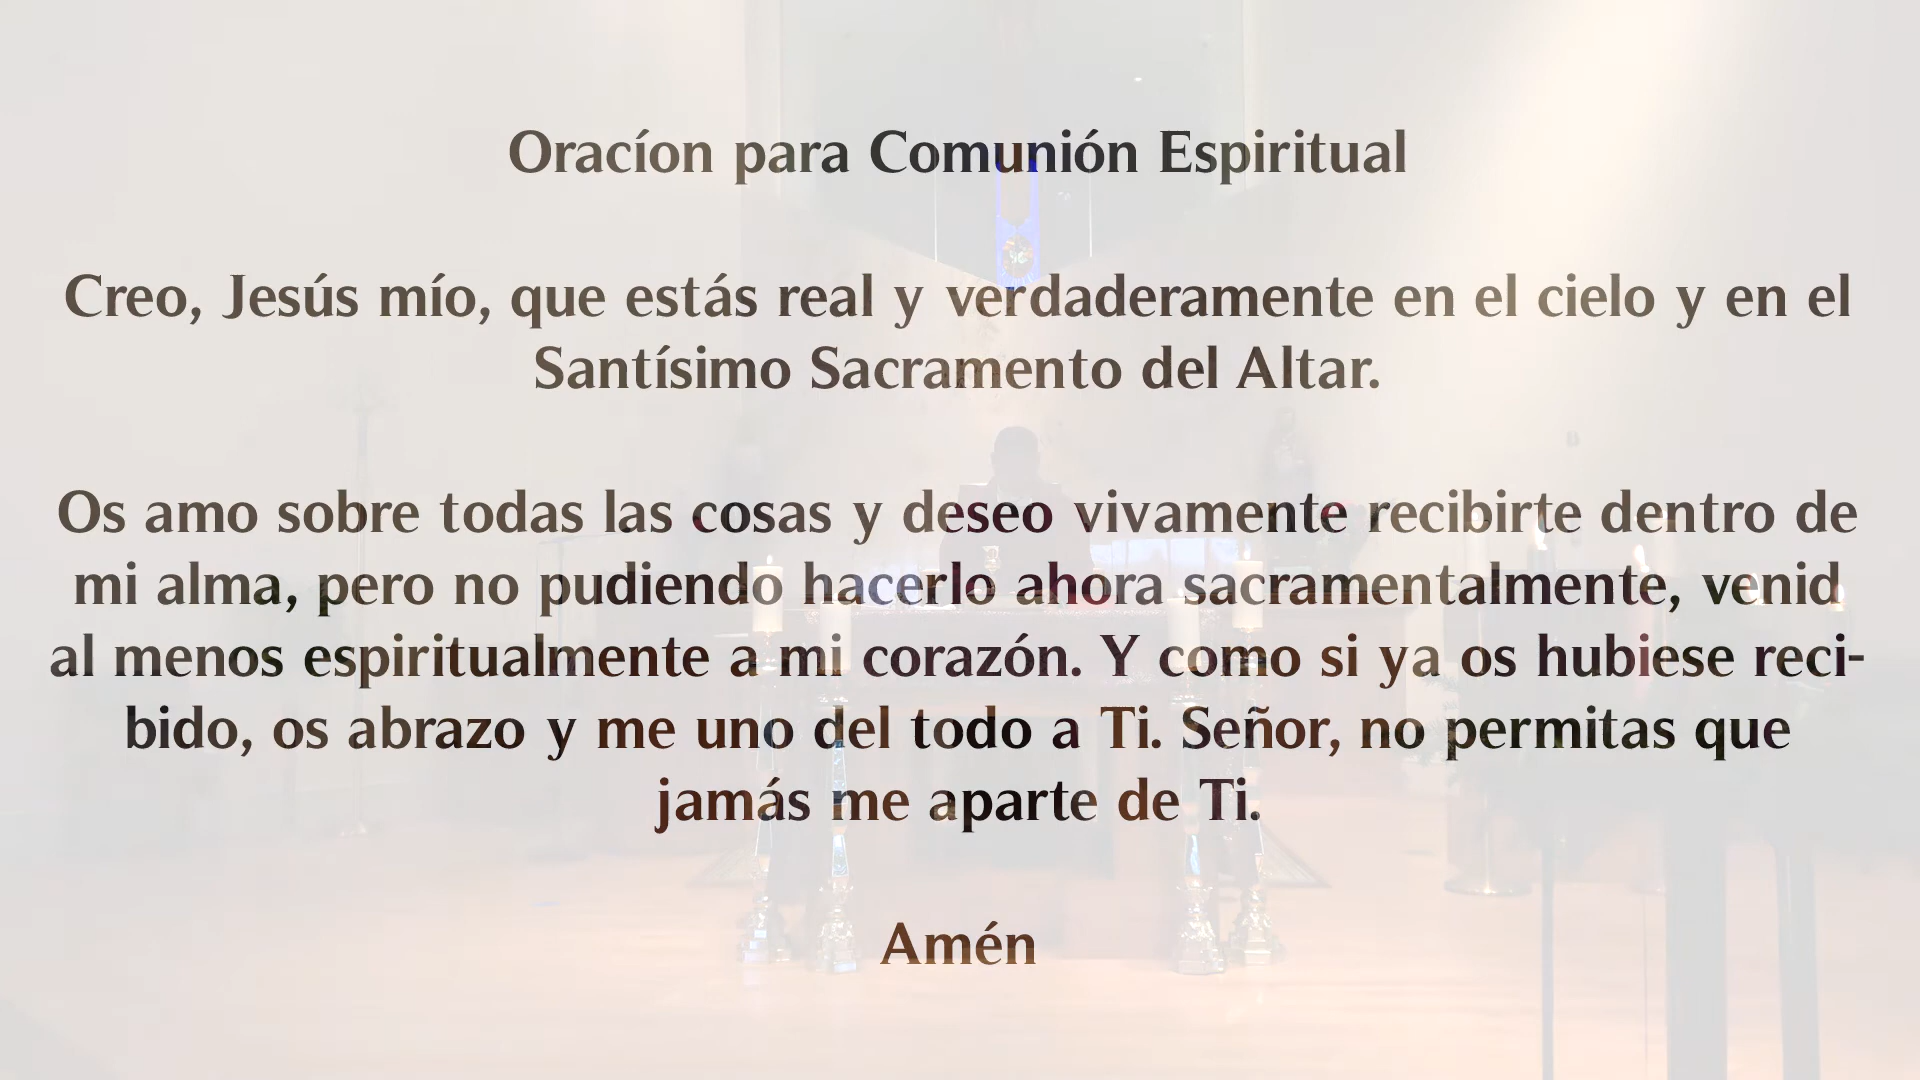 Oracíon para Comunión Espiritual
Creo, Jesús mío, que estás real y verdaderamente en el cielo y en el
Santísimo Sacramento del Altar.
Os amo sobre todas las cosas y deseo vivamente recibirte dentro de
mi alma, pero no pudiendo hacerlo ahora sacramentalmente, venid
al menos espiritualmente a mi corazón. Y como si ya os hubiese reci-
bido, os abrazo y me uno del todo a Ti. Señor, no permitas que
jamás me aparte de Ti.
Amén